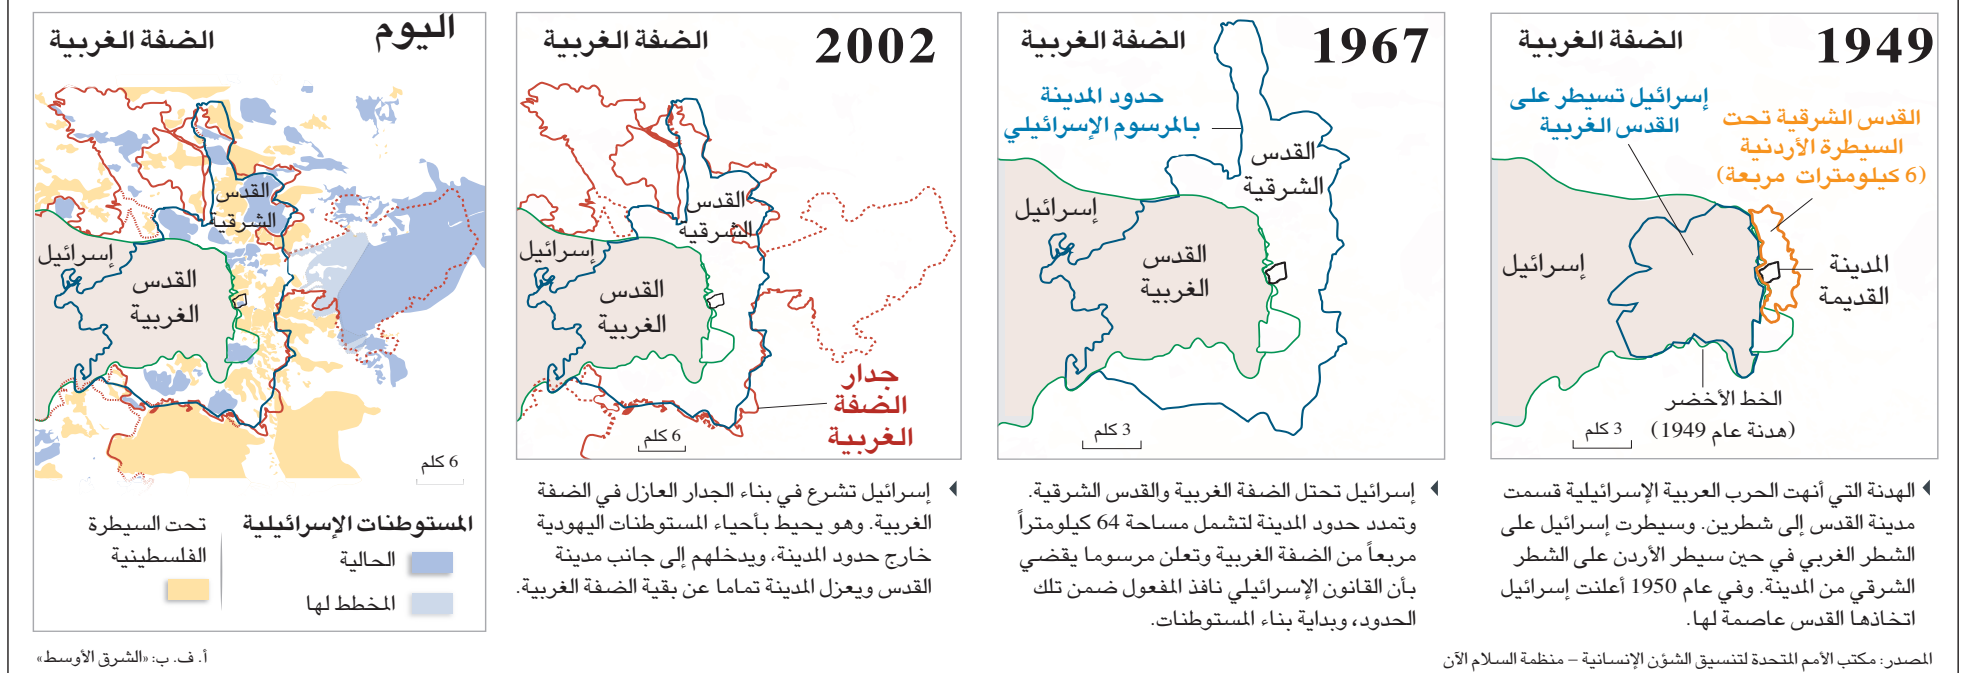 1949
الضفة الغربية
إسرائيل تسيطر على
القدس الغربية
القدس الشرقية تحت
السيطرة الأردنية
(6 كيلومترات مربعة)
إسرائيل
المدينة
القديمة
الخط الأخضر
(هدنة عام 1949)
3 كلم
الهدنة التي أنهت الحرب العربية الإسرائيلية قسمت
مدينة القدس إلى شطرين. وسيطرت إسرائيل على
الشطر الغربي في حين سيطر الأردن على الشطر
الشرقي من المدينة. وفي عام 1950 أعلنت إسرائيل
اتخاذها القدس عاصمة لها.
1967
الضفة الغربية
حدود المدينة
بالمرسوم الإسرائيلي
القدس
الشرقية
إسرائيل
القدس
الغربية
3 كلم
إسرائيل تحتل الضفة الغربية والقدس الشرقية.
وتمدد حدود المدينة لتشمل مساحة 64 كيلومتراً
مربعاً من الضفة الغربية وتعلن مرسوما يقضي
بأن القانون الإسرائيلي نافذ المفعول ضمن تلك
الحدود، وبداية بناء المستوطنات.
2002
الضفة الغربية
القدس
الشرقية
إسرائيل
القدس
الغربية
جدار
الضفة
الغربية
6 كلم
إسرائيل تشرع في بناء الجدار العازل في الضفة
الغربية. وهو يحيط بأحياء المستوطنات اليهودية
خارج حدود المدينة، ويدخلهم إلى جانب مدينة
القدس ويعزل المدينة تماما عن بقية الضفة الغربية.
اليوم
الضفة الغربية
القدس
الشرقية
إسرائيل
القدس
الغربية
6 كلم
المستوطنات الإسرائيلية
الحالية
المخطط لها
تحت السيطرة
الفلسطينية
المصدر: مكتب الأمم المتحدة لتنسيق الشؤن الإنسانية – منظمة السلام الآن
أ. ف. ب: «الشرق الأوسط»